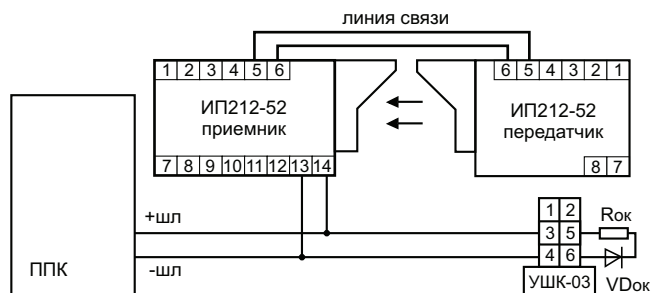 линия связи
1 2 3 4 5 6
6 5 4 3 2 1
ИП212-52
приемник
ИП212-52
передатчик
7 8 9 10 11 12 13 14
8 7
+шл
-шл
ППК
1 2
3 5
4 6
УШК-03
Rок
VDок